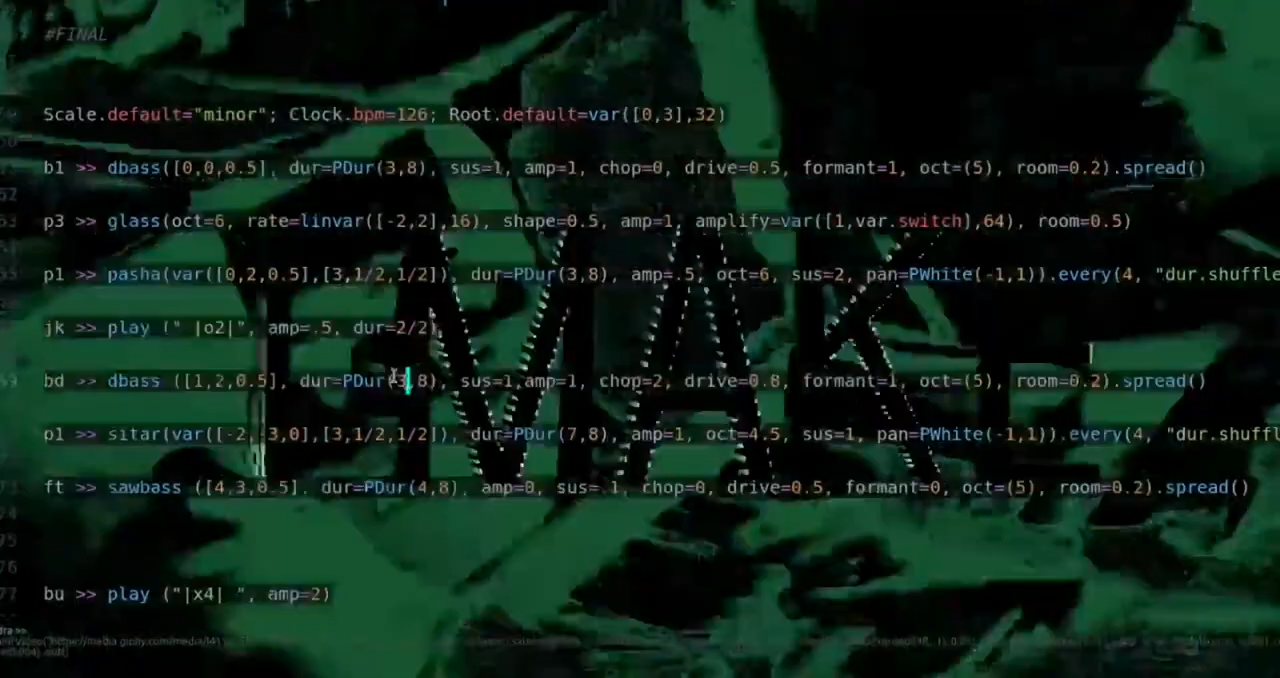 #FINAL
Scale.default="minor"; Clock.bpm=126; Root.default=var([0,3],32)
b1 >> dbass([0,0,0.5], dur=PDur(3,8), sus=1, amp=1, chop=0, drive=0.5, formant=1, oct=(5), room=0.2).spread()
62
63 p3 >> glass(oct=6, rate=linvar([-2,2],16), shape=0.5, amp=1, amplify=var([1,var.switch],64), room=0.5)
p1 >> pasha(var([0,2,0.5],[3,1/2,1/2]), dur=PDur(3,8), amp=.5, oct=6, sus=2, pan=PWhite(-1,1)).every(4, "dur.shuffle
jk >> play (" |o2|", amp=.5, dur=2/2)
69 bd >> dbass ([1,2,0.5], dur=PDur(3,8), sus=1,amp=1, chop=2, drive=0.8, formant=1, oct=(5), room=0.2).spread()
MAK
p1 >> sitar(var([-2, 3,0],[3,1/2,1/2]), dur=PDur(7,8), amp=1, oct=4.5, sus=1, pan=PWhite(-1,1)).every(4, "dur.shuffl
73 ft >> sawbass ([4,3,0.5], dur=PDur(4,8), amp=0, sus=.1, chop=0, drive=0.5, formant=0, oct=(5), room=0.2).spread()
74
75
76
77 bu >> play ("|x4| ", amp=2)